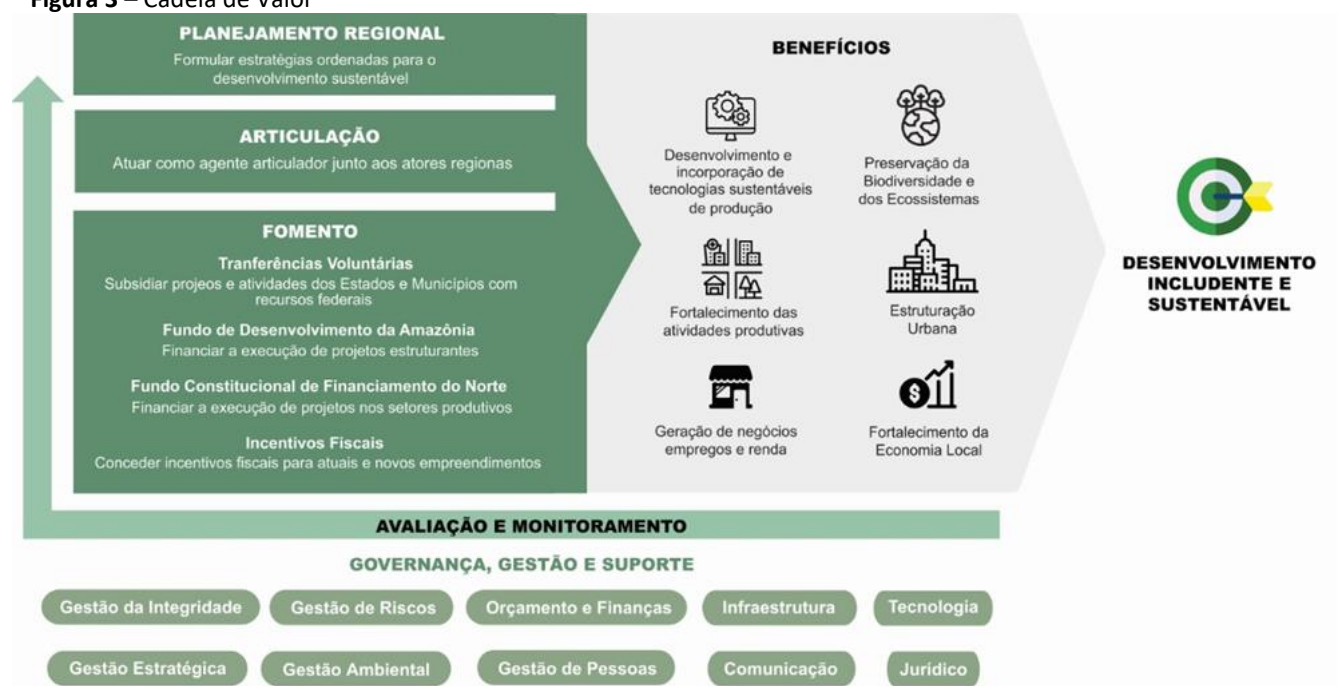 Figura 3 – Cadeia de Valor
PLANEJAMENTO REGIONAL
Formular estratégias ordenadas para o
desenvolvimento sustentável
ARTICULAÇÃO
Atuar como agente articulador junto aos atores regionas
FOMENTO
Tranferências Voluntárias
Subsidiar projeos e atividades dos Estados e Municípios com
recursos federais
Fundo de Desenvolvimento da Amazônia
Financiar a execução de projetos estruturantes
Fundo Constitucional de Financiamento do Norte
Financiar a execução de projetos nos setores produtivos
Incentivos Fiscais
Conceder incentivos fiscais para atuais e novos empreendimentos
BENEFÍCIOS
Desenvolvimento e
incorporação de
tecnologias sustentáveis
de produção
Preservação da
Biodiversidade e
dos Ecossistemas
Fortalecimento das
atividades produtivas
Estruturação
Urbana
Geração de negócios
empregos e renda
Fortalecimento da
Economia Local
DESENVOLVIMENTO
INCLUDENTE E
SUSTENTÁVEL
AVALIAÇÃO E MONITORAMENTO
GOVERNANÇA, GESTÃO E SUPORTE
Gestão da Integridade
Gestão de Riscos
Orçamento e Finanças
Infraestrutura
Tecnologia
Gestão Estratégica
Gestão Ambiental
Gestão de Pessoas
Comunicação
Jurídico